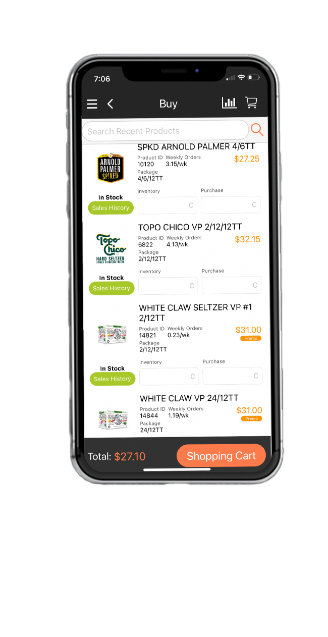 7:06
Buy
Search Recent Products
SPKD ARNOLD PALMER 4/6TT
Product ID Weekly Orders
10120 3.15/wk
$27.25
Package
4/6/12TT
ARNOLD
PALMER
SPIKED
In Stock
Inventory Purchase
Sales History
C C
TOPO CHICO VP 2/12/12TT
Product ID Weekly Orders
6822 4.13/wk
$32.15
Package
2/12/12TT
Topo
Chico
HARD SELTZER
In Stock
Inventory Purchase
Sales History
C C
WHITE CLAW SELTZER VP #1
2/12TT
Product ID Weekly Orders
14921 0.23/wk
$31.00
Promo
Package
2/12/12TT
In Stock
Inventory Purchase
Sales History
C C
WHITE CLAW VP 24/12TT
Product ID Weekly Orders
14844 1.19/wk
$31.00
Promo
Package
24/12TT
Total: $27.10
Shopping Cart